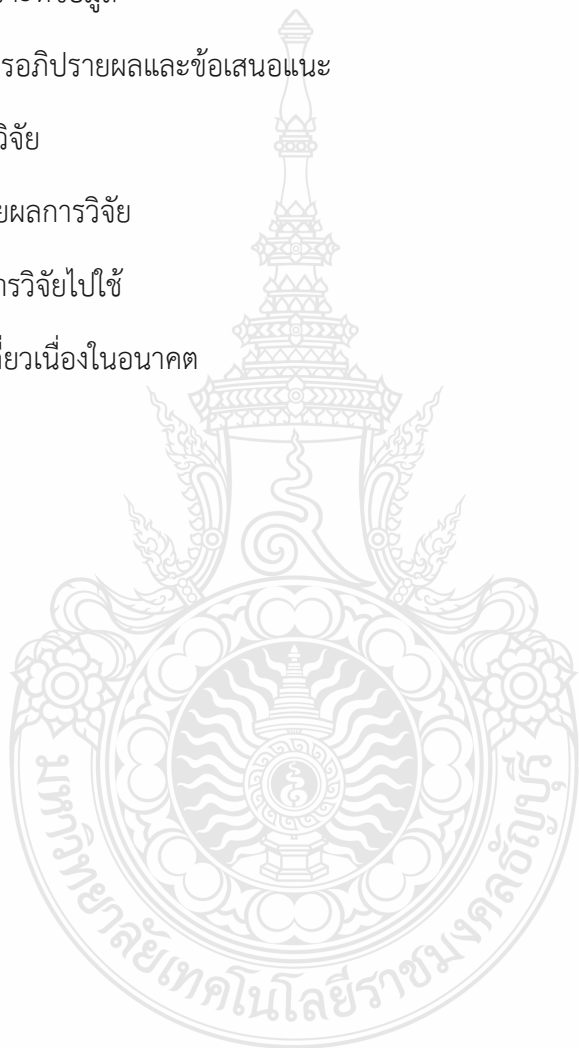 รอภิปรายผลและข้อเสนอแนะ
วิจัย
ยผลการวิจัย
ารวิจัยไปใช้
กี่ยวเนื่องในอนาคต
มหาวิทยาลัยเทคโนโลยีราชมงคลธัญบุรี